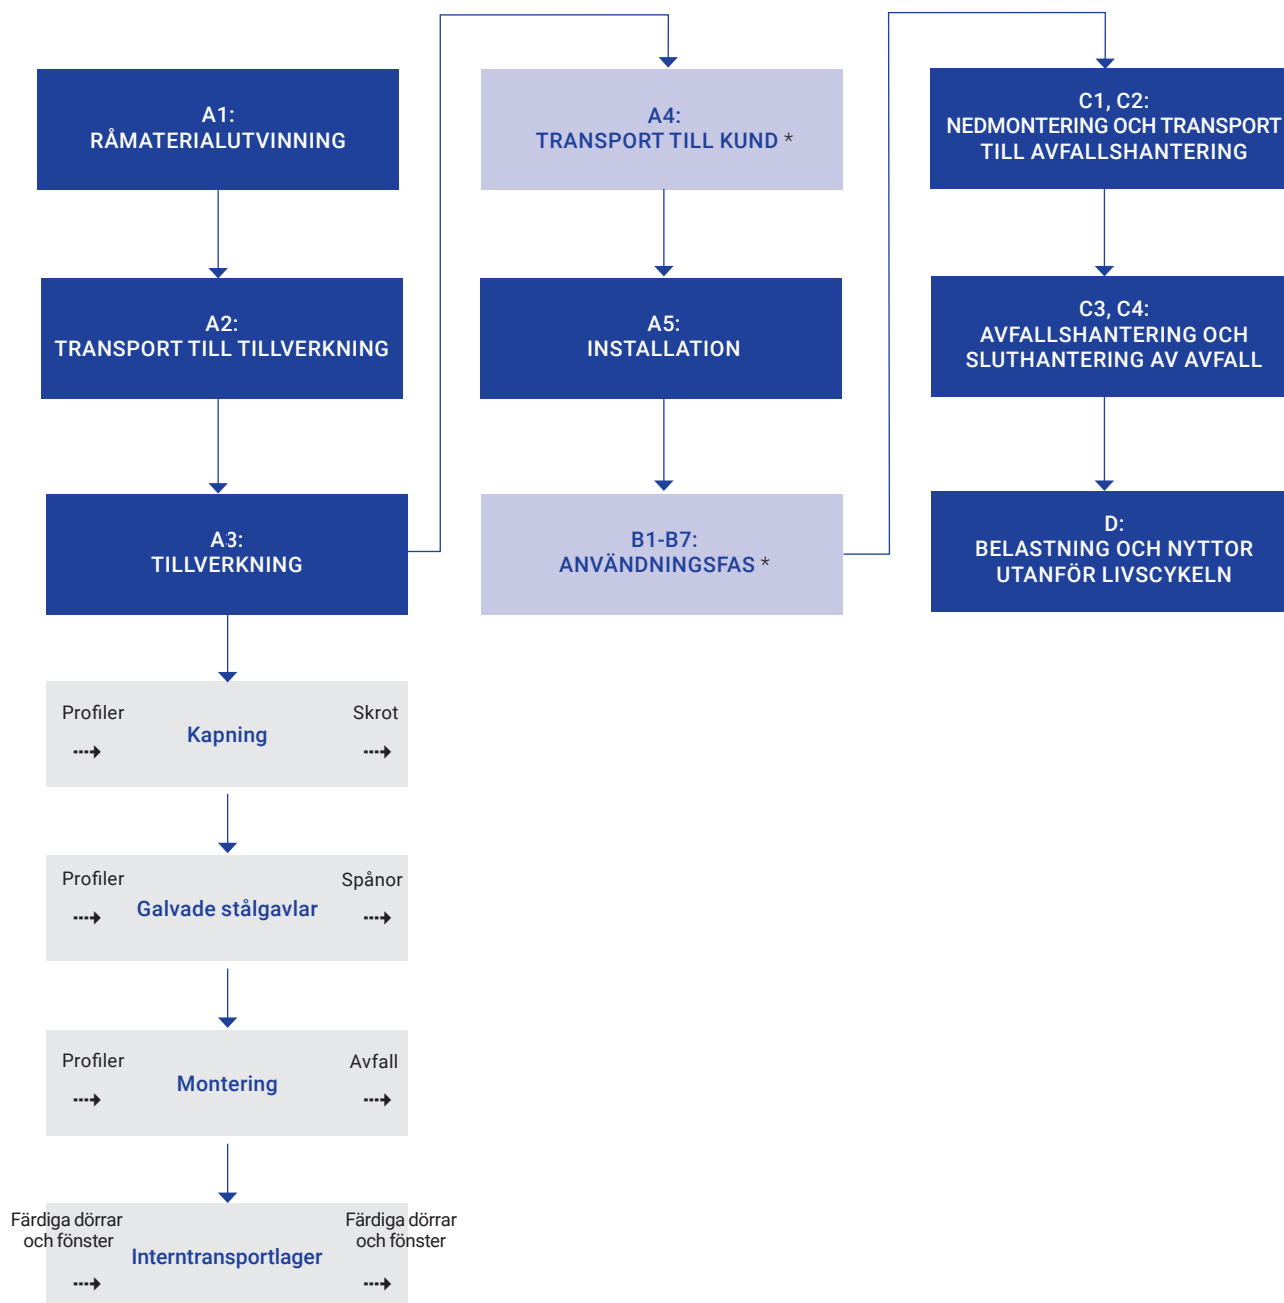 A1:
RÅMATERIALUTVINNING
A2:
TRANSPORT TILL TILLVERKNING
A3:
TILLVERKNING
Profiler
Kapning
Skrot
Profiler
Galvade stålgavlar
Spånor
Profiler
Montering
Avfall
Färdiga dörrar
och fönster
Interntransportlager
Färdiga dörrar
och fönster
A4:
TRANSPORT TILL KUND *
A5:
INSTALLATION
B1-B7:
ANVÄNDNINGSFAS *
C1, C2:
NEDMONTERING OCH TRANSPORT
TILL AVFALLSHANTERING
C3, C4:
AVFALLSHANTERING OCH
SLUTHANTERING AV AVFALL
D:
BELASTNING OCH NYTTOR
UTANFÖR LIVSCYKELN